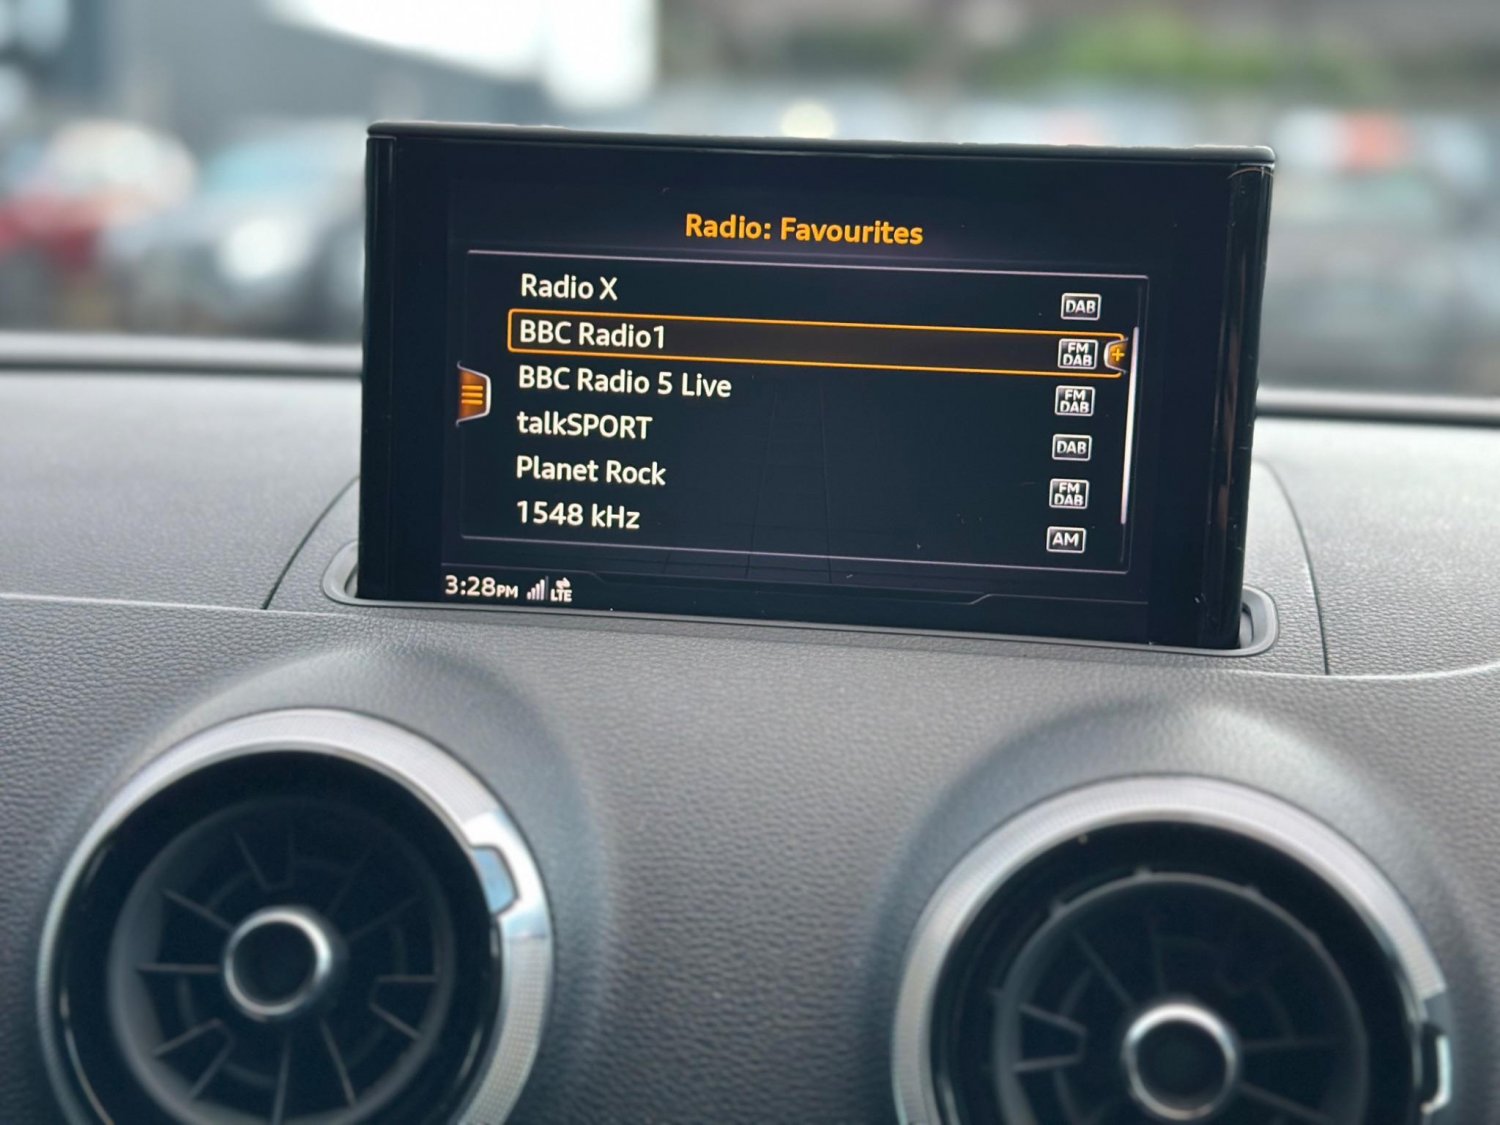 Radio: Favourites
Radio X DAB
BBC Radio1 FM DAB +
BBC Radio 5 Live FM DAB
talkSPORT DAB
Planet Rock FM DAB
1548 kHz AM
3:28PM LTE